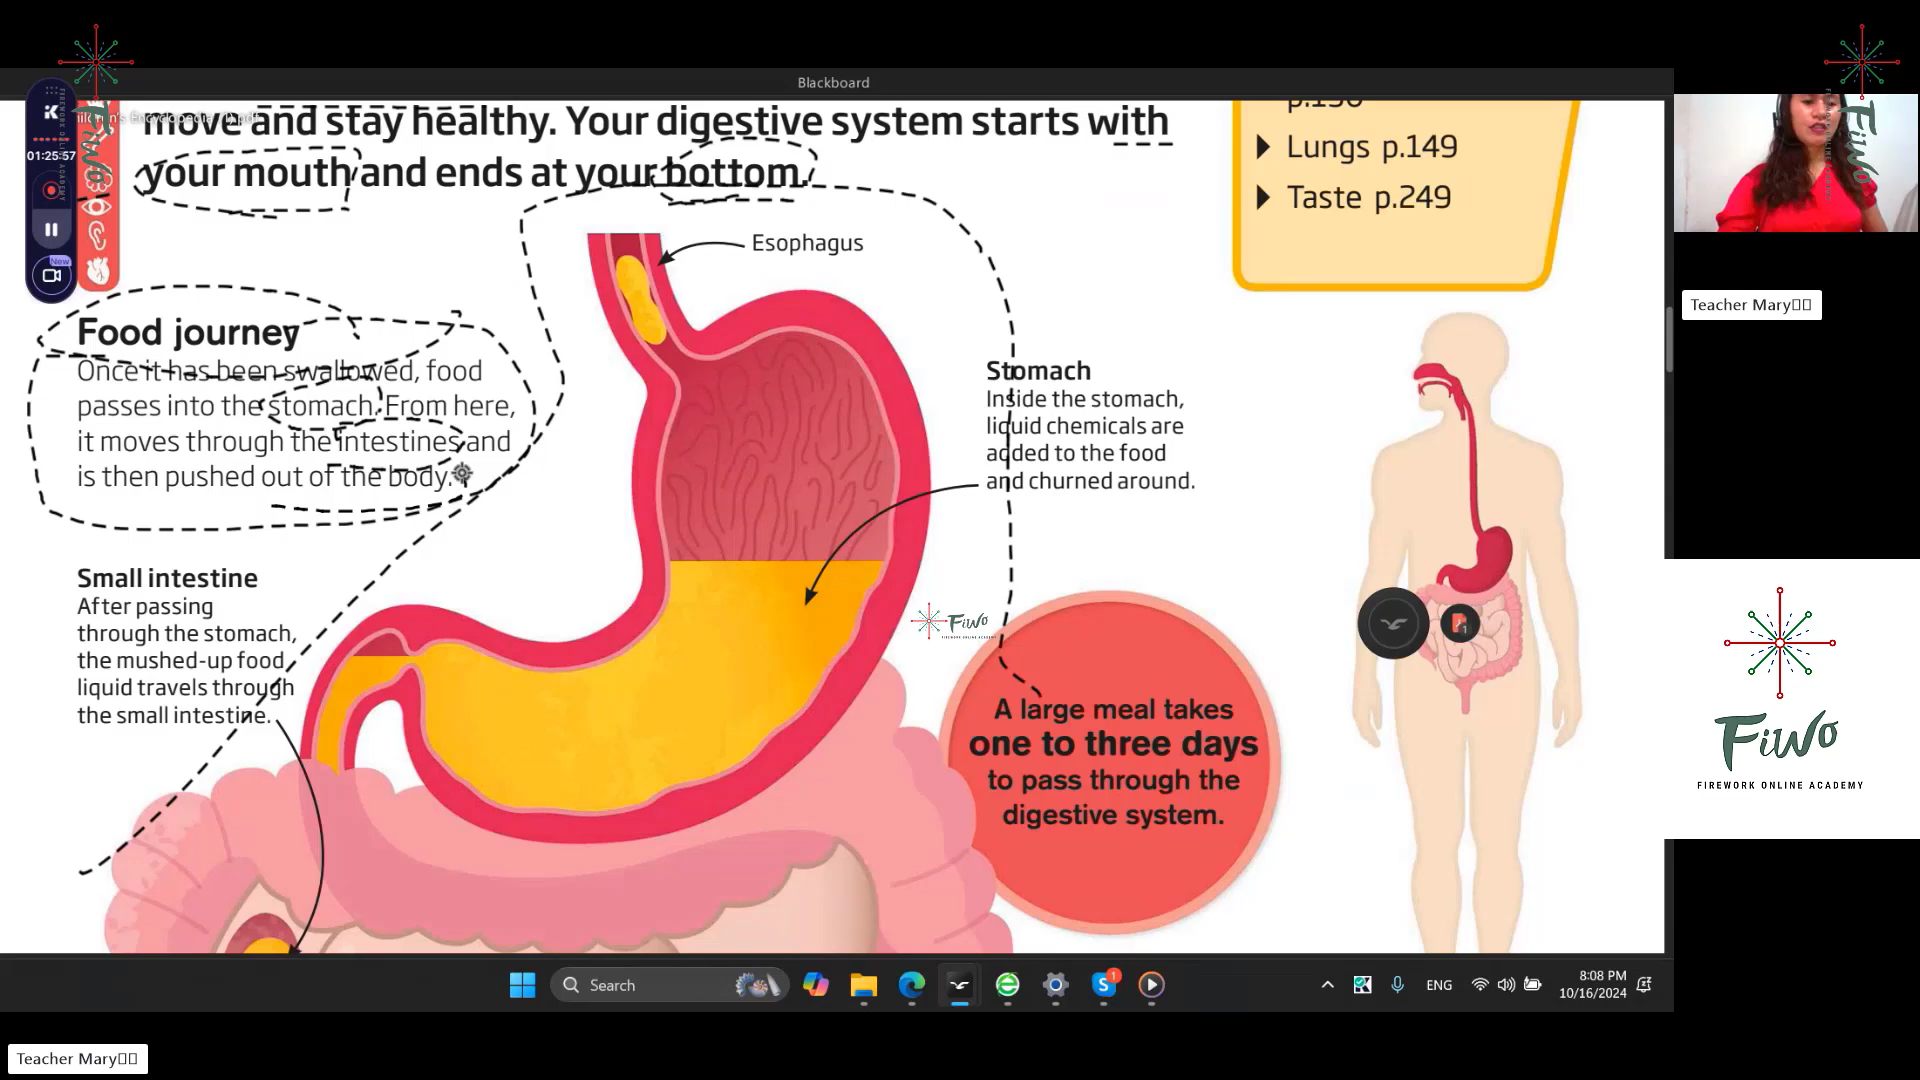 Blackboard
move and stay healthy. Your digestive system starts with
your mouth and ends at your bottom.
Lungs p.149
Taste p.249
Esophagus
Food journey
Once it has been swallowed, food
passes into the stomach. From here,
it moves through the intestines and
is then pushed out of the body.
Stomach
Inside the stomach,
liquid chemicals are
added to the food
and churned around.
Small intestine
After passing
through the stomach,
the mushed-up food
liquid travels through
the small intestine.
A large meal takes
one to three days
to pass through the
digestive system.
01:25:57
New
Teacher Mary
FiWo
FIREWORK ONLINE ACADEMY
FiWo
Search
1
ENG
8:08 PM
10/16/2024
Teacher Mary